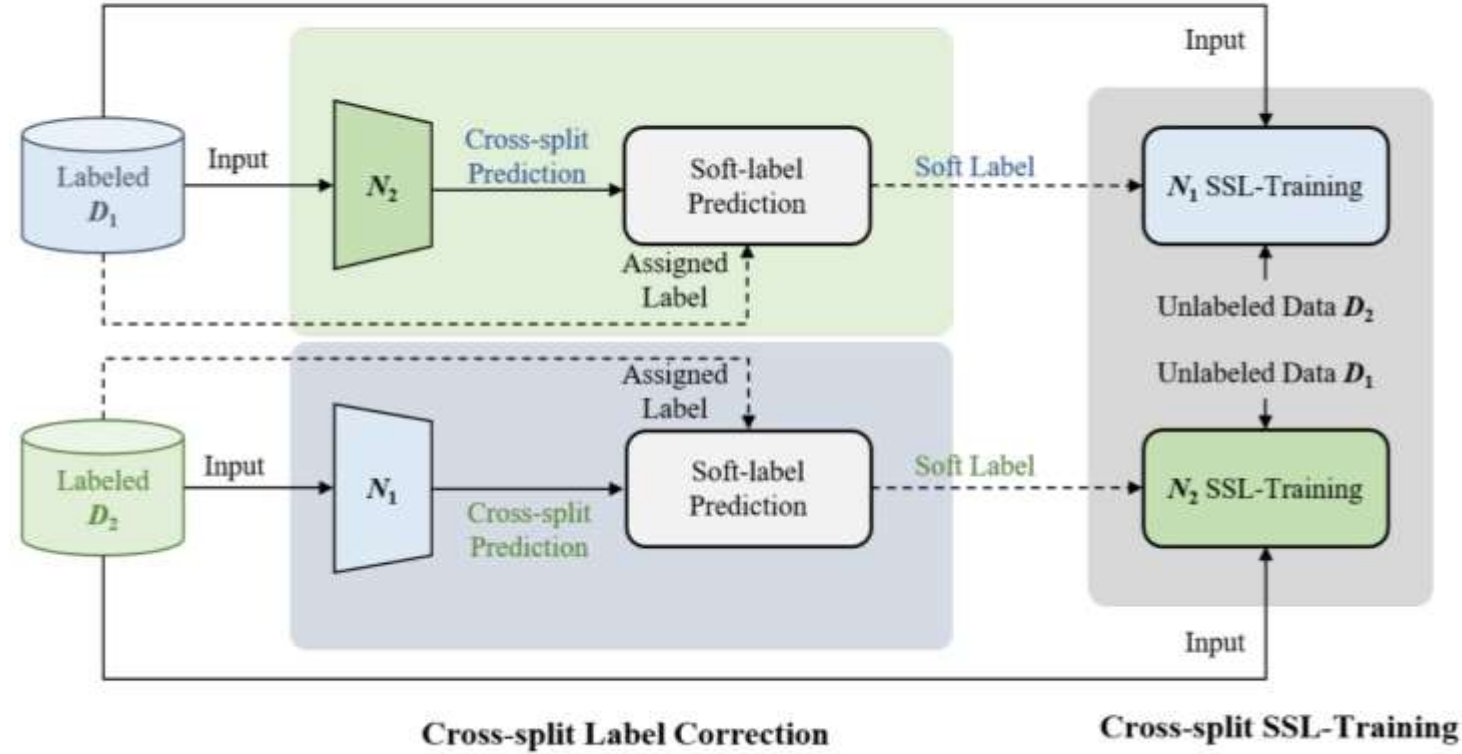 Input
Labeled
D₁
Input
N₂
Cross-split
Prediction
Soft-label
Prediction
Assigned
Label
Soft Label
N₁ SSL-Training
Unlabeled Data D₂
Unlabeled Data D₁
Labeled
D₂
Input
N₁
Cross-split
Prediction
Assigned
Label
Soft-label
Prediction
Soft Label
N₂ SSL-Training
Input
Cross-split Label Correction
Cross-split SSL-Training